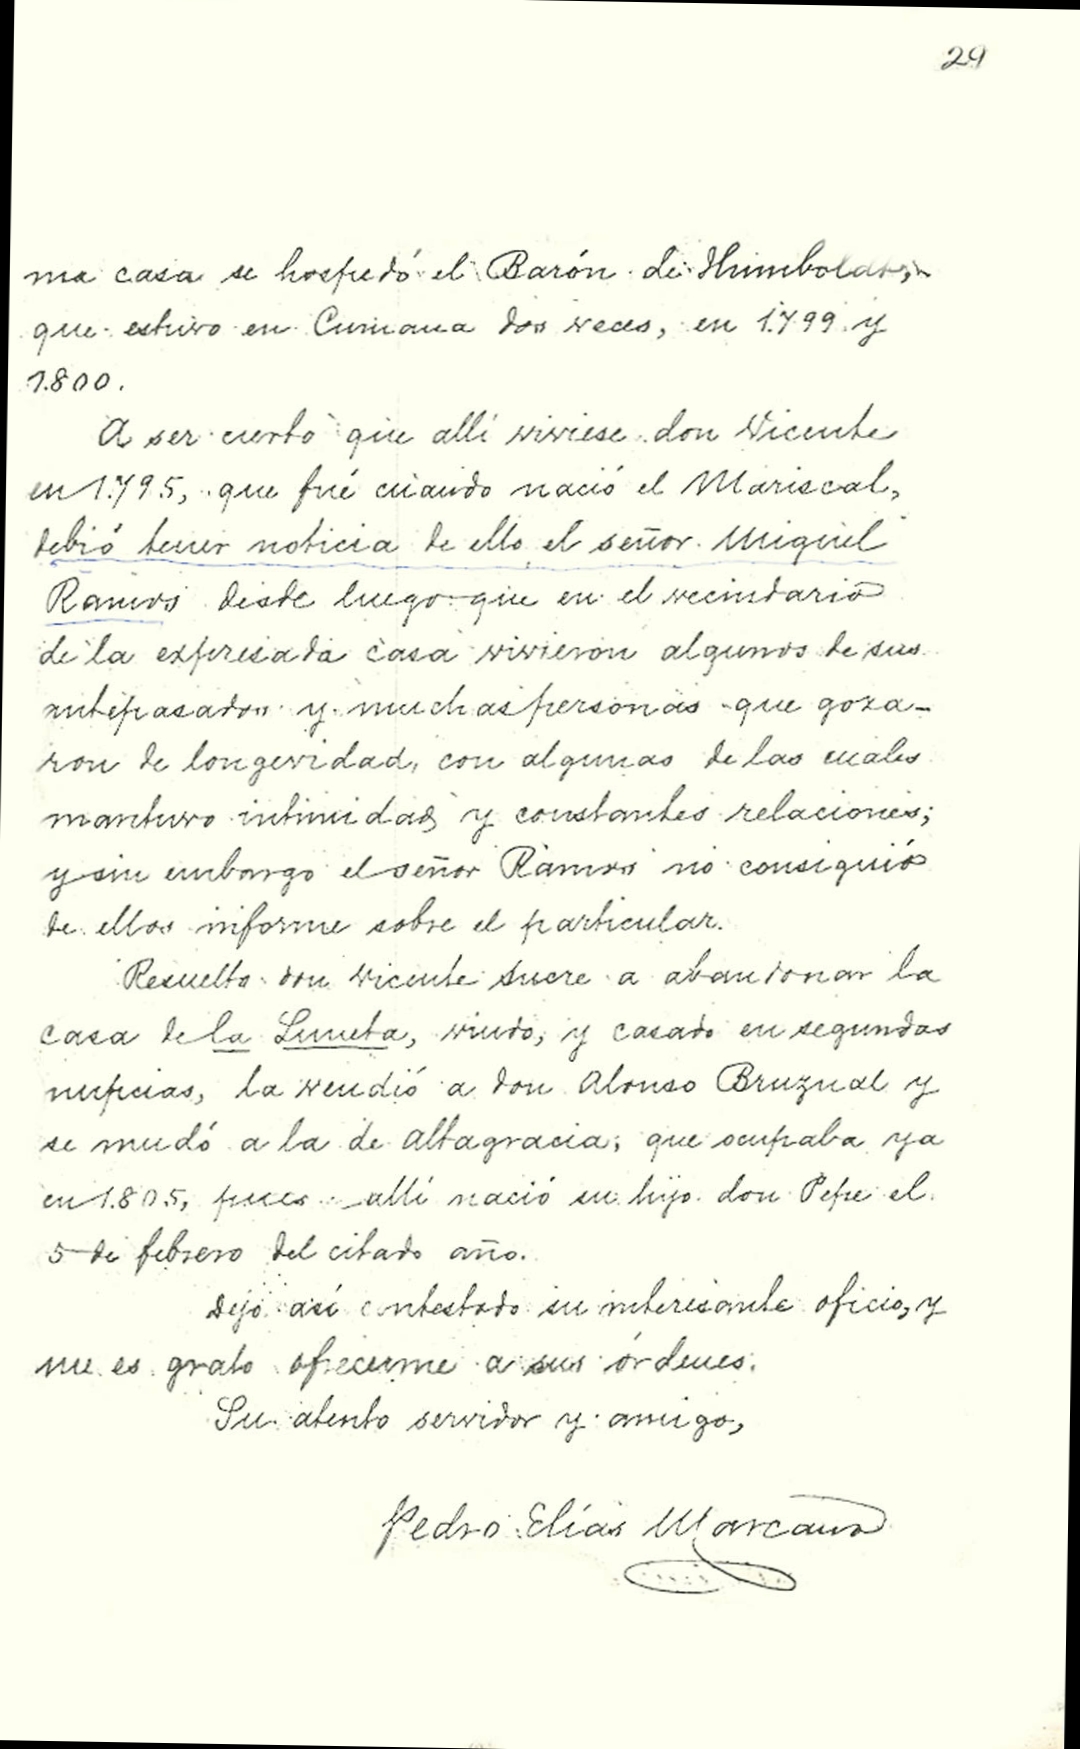 29
ma casa se hospedó el Barón de Humboldt,
que estuvo en Cumaná dos veces, en 1.799 y
1.800.
A ser cierto que allí viviese don Vicente
en 1.795, que fué cuando nació el Mariscal,
debió tener noticia de ello el señor Miguel
Ramos desde luego que en el vecindario
de la expresada casa vivieron algunos de sus
antepasados y muchas personas que goza-
ron de longevidad, con algunas de las cuales
mantuvo intimidad y constantes relaciones;
y sin embargo el señor Ramos no consiguió
de ellos informe sobre el particular.
Resuelto don Vicente Sucre a abandonar la
casa de la Luneta, viudo, y casado en segundas
nupcias, la vendió a don Alonso Bruzual y
se mudó a la de Altagracia, que ocupaba ya
en 1.805, pues allí nació su hijo don Pepe el
5 de febrero del citado año.
Dejo así contestado su interesante oficio, y
me es grato ofrecerme a sus órdenes.
Su atento servidor y amigo,
Pedro Elías Marcano